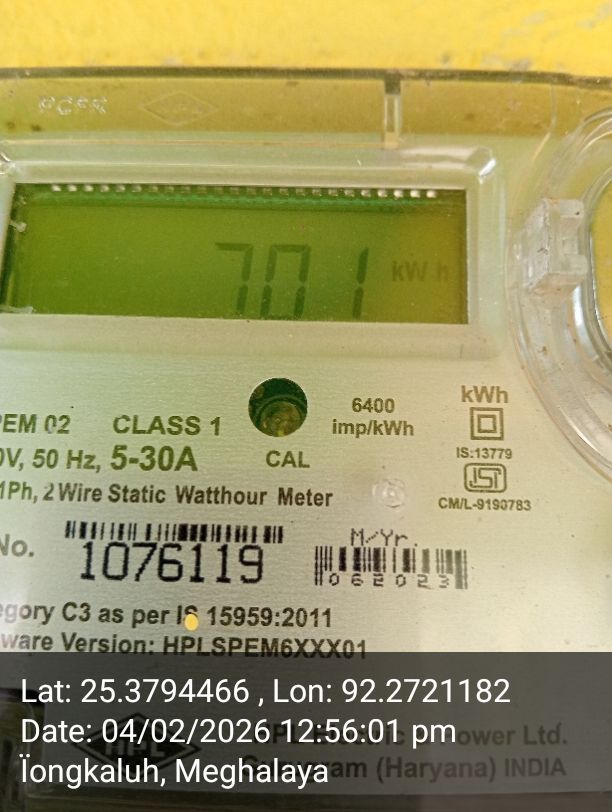 701 kWh
PEM 02 CLASS 1
6400
imp/kWh
kWh
0V, 50 Hz, 5-30A
CAL
IS:13779
1Ph, 2 Wire Static Watthour Meter
CM/L-9190783
No. 1076119
M/Yr.
062023
egory C3 as per IS 15959:2011
ware Version: HPLSPEM6XXX01
Lat: 25.3794466 , Lon: 92.2721182
Date: 04/02/2026 12:56:01 pm
ower Ltd.
Ïongkaluh, Meghalaya
(Haryana) INDIA